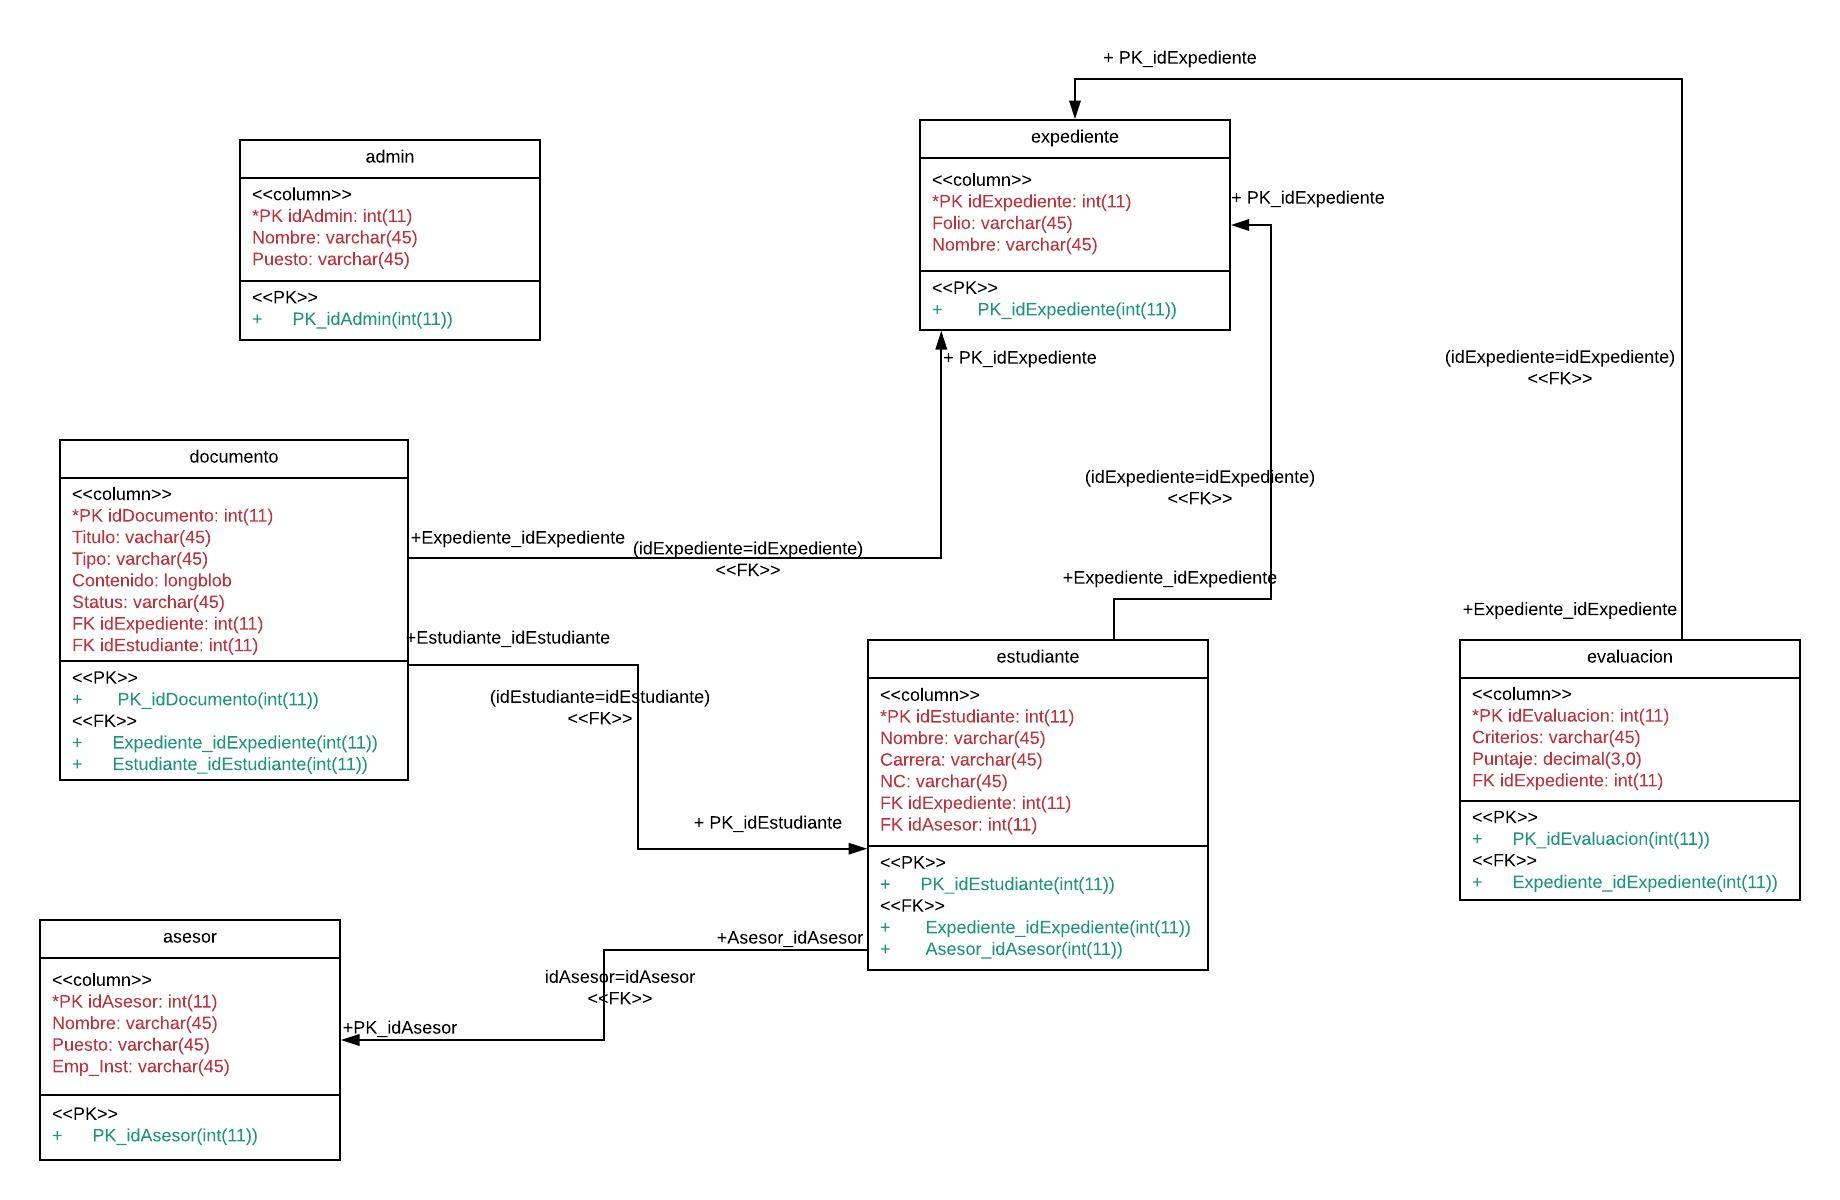 + PK_idExpediente
expediente
<<column>>
*PK idExpediente: int(11)
Folio: varchar(45)
Nombre: varchar(45)
<<PK>>
+ PK_idExpediente(int(11))
+ PK_idExpediente
admin
<<column>>
*PK idAdmin: int(11)
Nombre: varchar(45)
Puesto: varchar(45)
<<PK>>
+ PK_idAdmin(int(11))
+ PK_idExpediente
(idExpediente=idExpediente)
<<FK>>
documento
<<column>>
*PK idDocumento: int(11)
Titulo: vachar(45)
Tipo: varchar(45)
Contenido: longblob
Status: varchar(45)
FK idExpediente: int(11)
FK idEstudiante: int(11)
<<PK>>
+ PK_idDocumento(int(11))
<<FK>>
+ Expediente_idExpediente(int(11))
+ Estudiante_idEstudiante(int(11))
+Expediente_idExpediente
(idExpediente=idExpediente)
<<FK>>
(idExpediente=idExpediente)
<<FK>>
+Expediente_idExpediente
+Expediente_idExpediente
+Estudiante_idEstudiante
(idEstudiante=idEstudiante)
<<FK>>
+ PK_idEstudiante
estudiante
<<column>>
*PK idEstudiante: int(11)
Nombre: varchar(45)
Carrera: varchar(45)
NC: varchar(45)
FK idExpediente: int(11)
FK idAsesor: int(11)
<<PK>>
+ PK_idEstudiante(int(11))
<<FK>>
+ Expediente_idExpediente(int(11))
+ Asesor_idAsesor(int(11))
evaluacion
<<column>>
*PK idEvaluacion: int(11)
Criterios: varchar(45)
Puntaje: decimal(3,0)
FK idExpediente: int(11)
<<PK>>
+ PK_idEvaluacion(int(11))
<<FK>>
+ Expediente_idExpediente(int(11))
+Asesor_idAsesor
idAsesor=idAsesor
<<FK>>
+PK_idAsesor
asesor
<<column>>
*PK idAsesor: int(11)
Nombre: varchar(45)
Puesto: varchar(45)
Emp_Inst: varchar(45)
<<PK>>
+ PK_idAsesor(int(11))